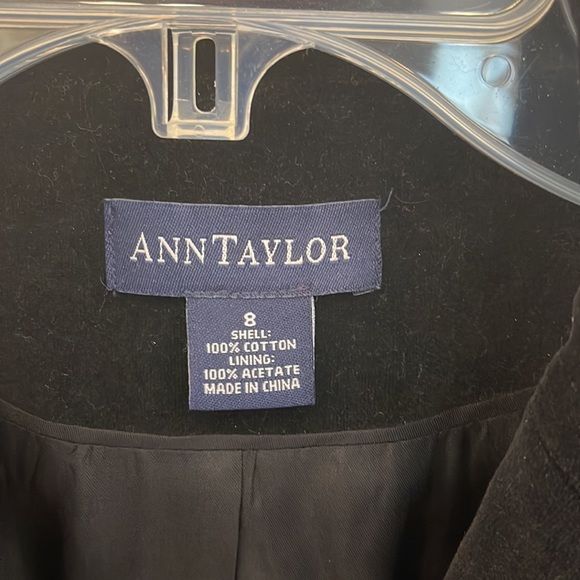 ANNTAYLOR
8
SHELL:
100% COTTON
LINING:
100% ACETATE
MADE IN CHINA